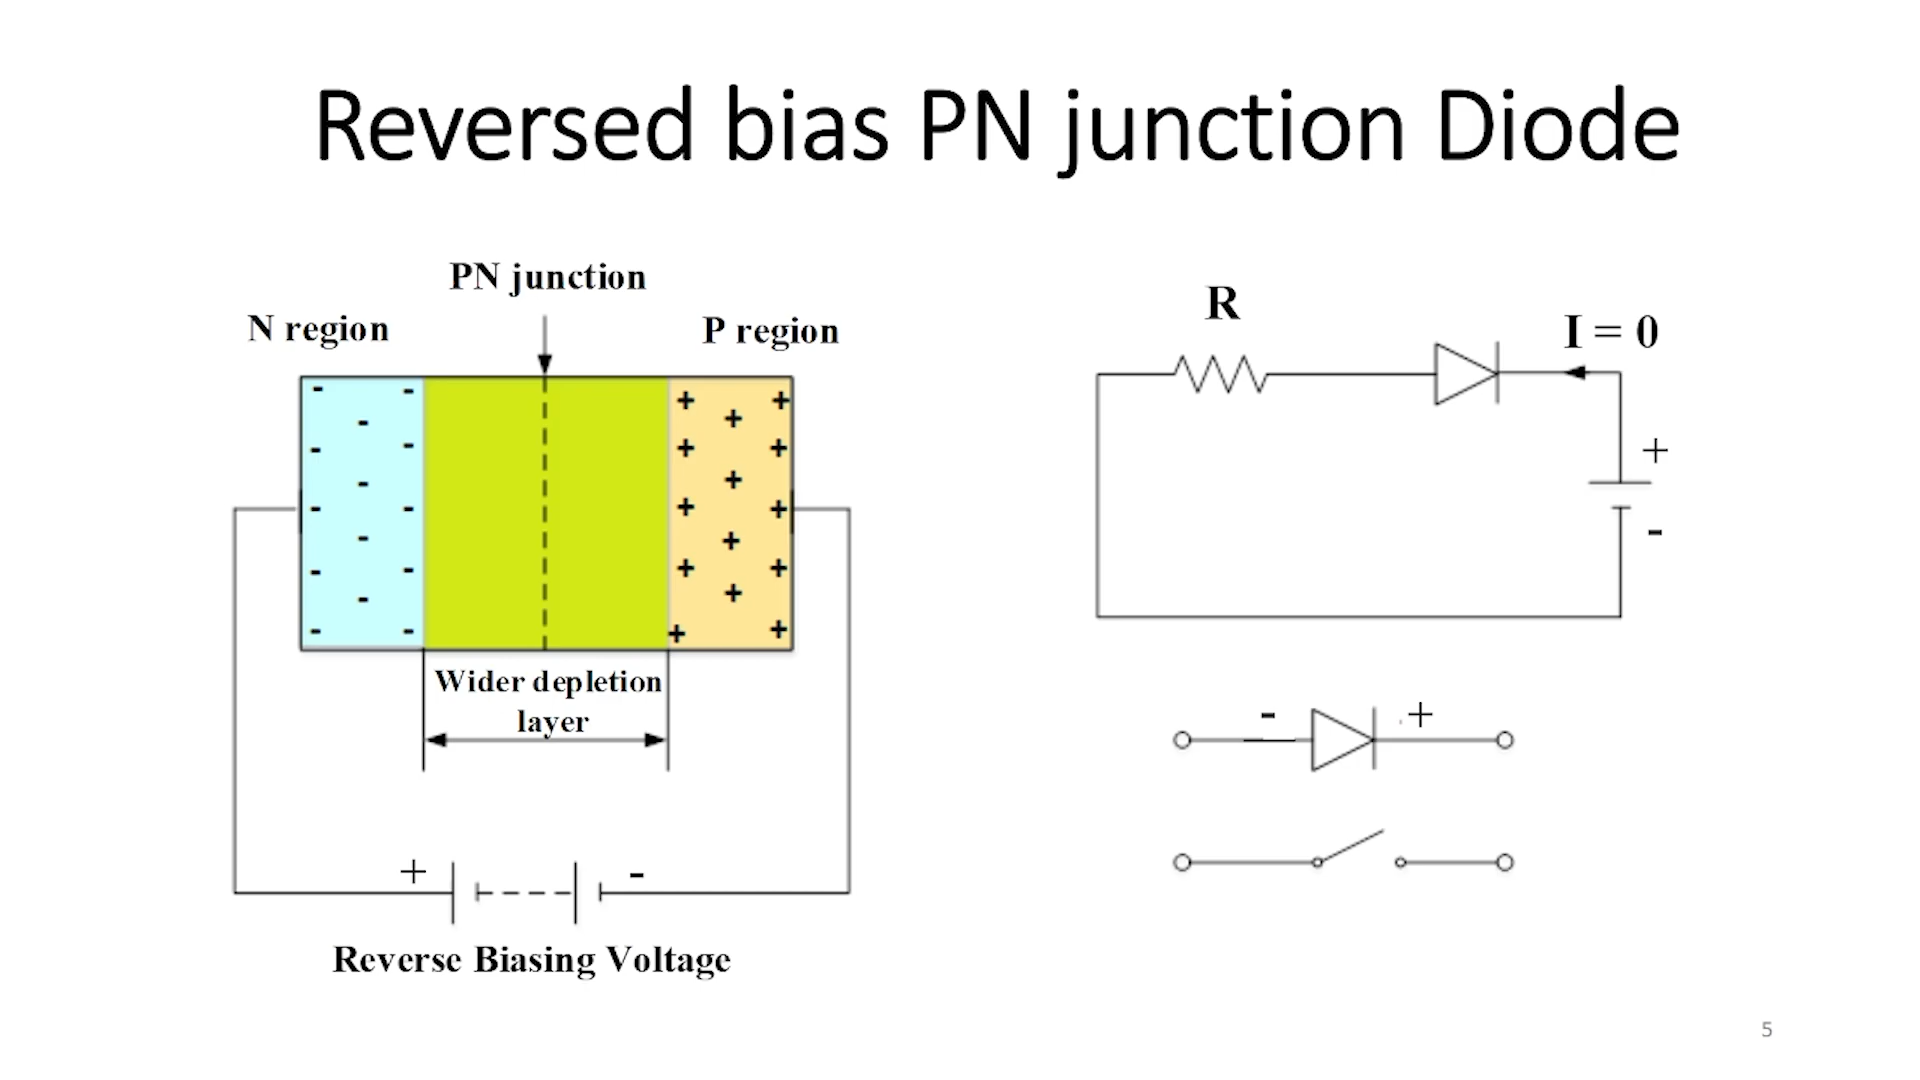 Reversed bias PN junction Diode
PN junction
N region
P region
Wider depletion
layer
+ -
Reverse Biasing Voltage
R
I = 0
+
-
- +
5